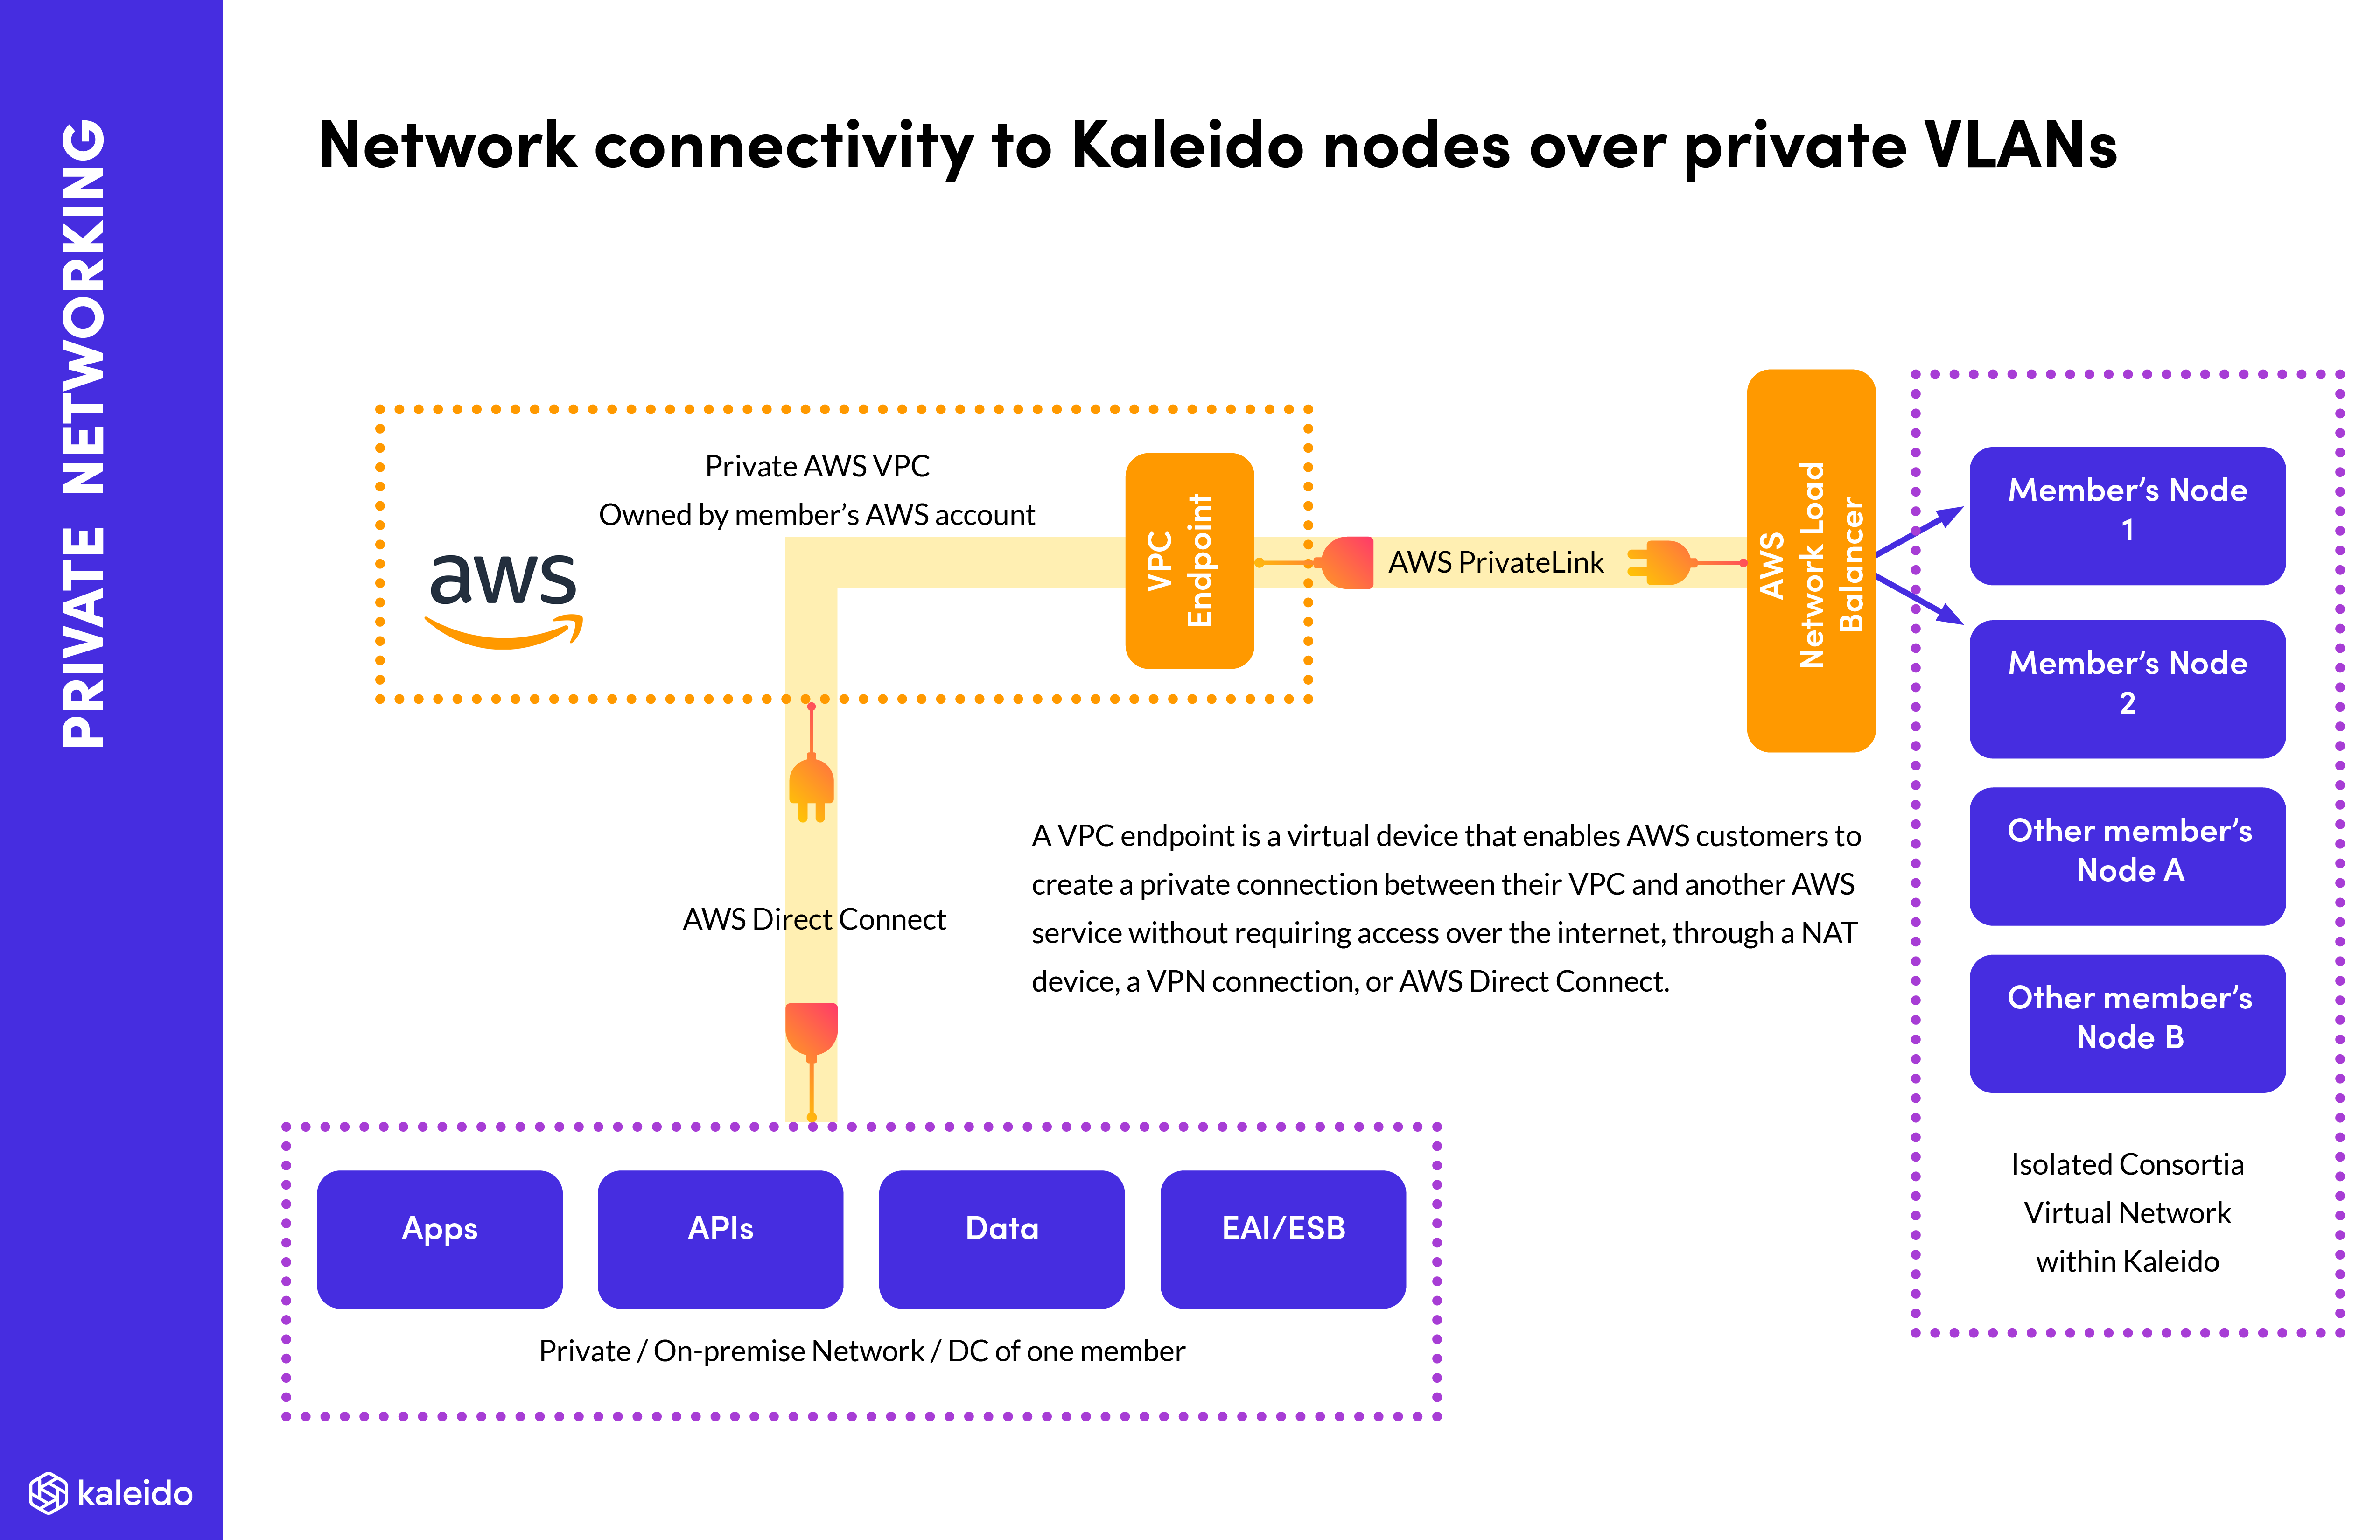 PRIVATE NETWORKING
Network connectivity to Kaleido nodes over private VLANs
Private AWS VPC
Owned by member’s AWS account
aws
VPC
Endpoint
AWS PrivateLink
AWS
Network Load
Balancer
Member’s Node
1
Member’s Node
2
Other member’s
Node A
Other member’s
Node B
Isolated Consortia
Virtual Network
within Kaleido
AWS Direct Connect
A VPC endpoint is a virtual device that enables AWS customers to
create a private connection between their VPC and another AWS
service without requiring access over the internet, through a NAT
device, a VPN connection, or AWS Direct Connect.
Apps
APIs
Data
EAI/ESB
Private / On-premise Network / DC of one member
kaleido